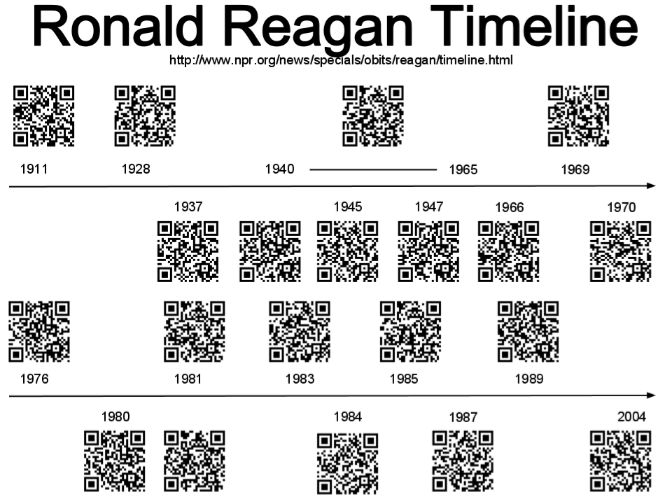 Ronald Reagan Timeline
http://www.npr.org/news/specials/obits/reagan/timeline.html
1911 1928 1940 1965 1969
1937 1945 1947 1966 1970
1976 1981 1983 1985 1989
1980 1984 1987 2004